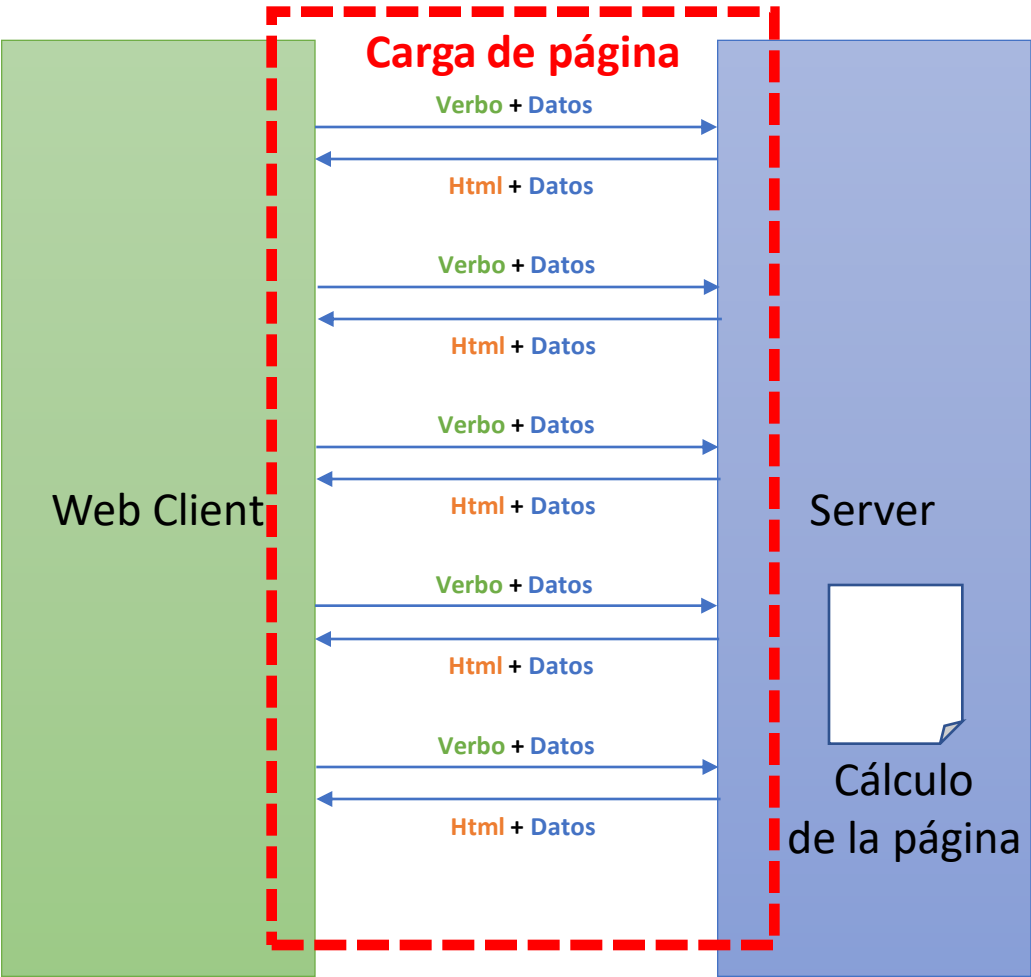 Carga de página
Verbo + Datos
Html + Datos
Verbo + Datos
Html + Datos
Verbo + Datos
Html + Datos
Web Client
Server
Verbo + Datos
Html + Datos
Verbo + Datos
Html + Datos
Cálculo
de la página